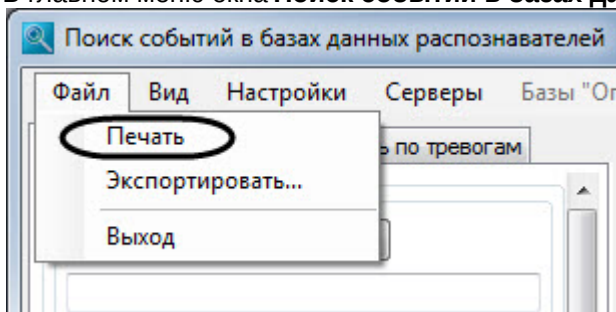 В главном меню окна Поиск событий в базах да
Поиск событий в базах данных распознавателей
Файл Вид Настройки Серверы Базы "Оп
Печать
ь по тревогам
Экспортировать...
Выход